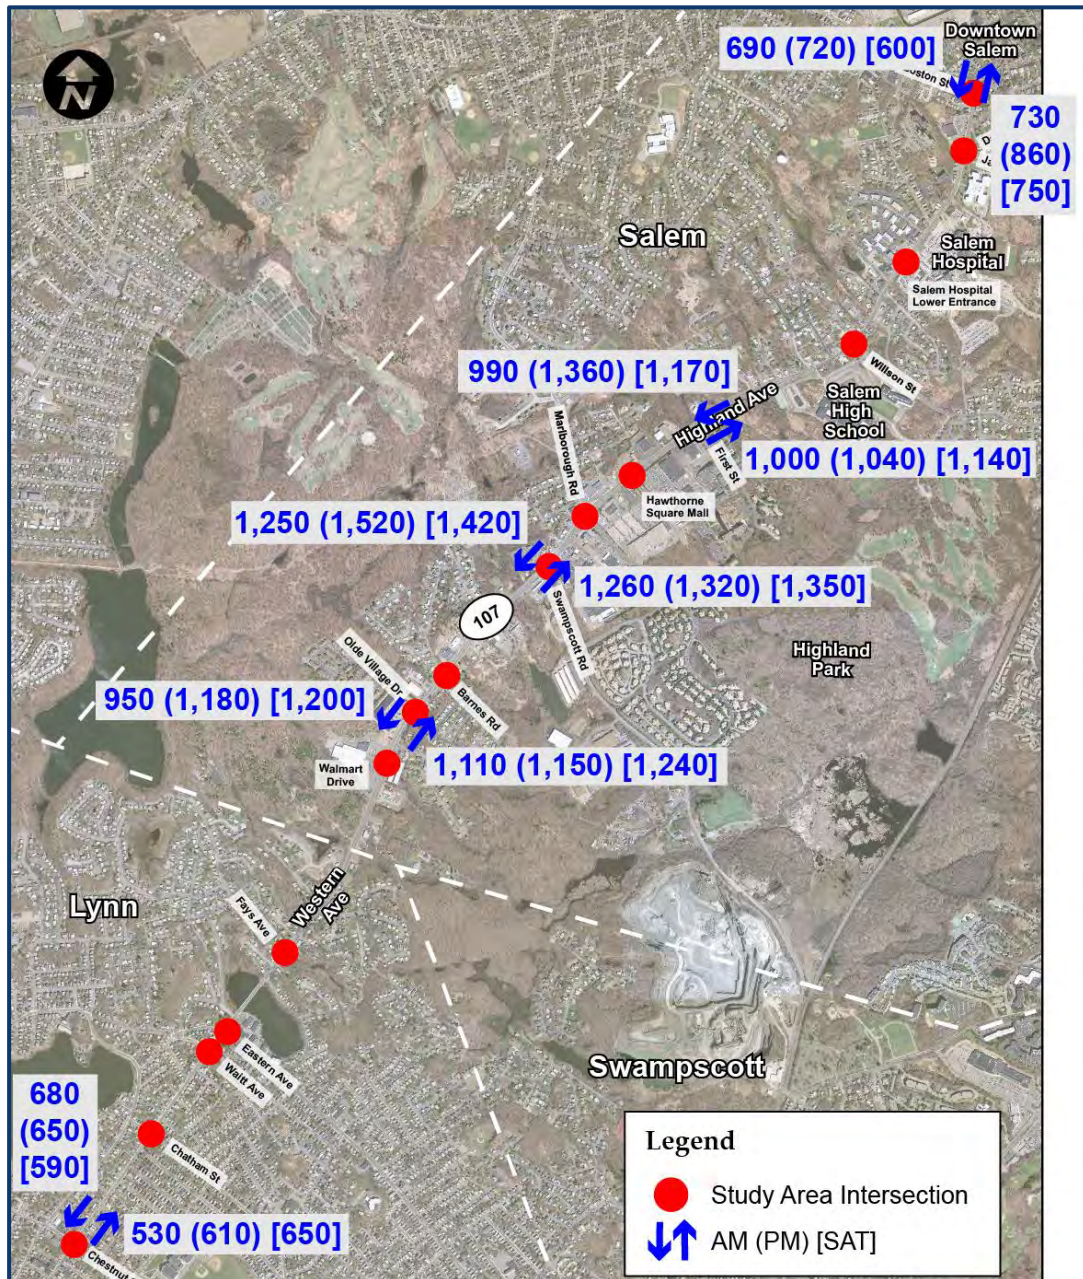 N
Downtown
Salem
690 (720) [600]
730
(860)
[750]
Salem
Salem
Hospital
Salem Hospital
Lower Entrance
Willson St
990 (1,360) [1,170]
Highland Ave
Salem
High
School
Marlborough Rd
First St
1,000 (1,040) [1,140]
Hawthorne
Square Mall
1,250 (1,520) [1,420]
1,260 (1,320) [1,350]
Swampscott Rd
107
Highland
Park
Olde Village Dr
Barnes Rd
950 (1,180) [1,200]
1,110 (1,150) [1,240]
Walmart
Drive
Western
Ave
Lynn
Fays Ave
Eastern Ave
Waitt Ave
Swampscott
680
(650)
[590]
Chatham St
530 (610) [650]
Chestnut
Legend
Study Area Intersection
AM (PM) [SAT]